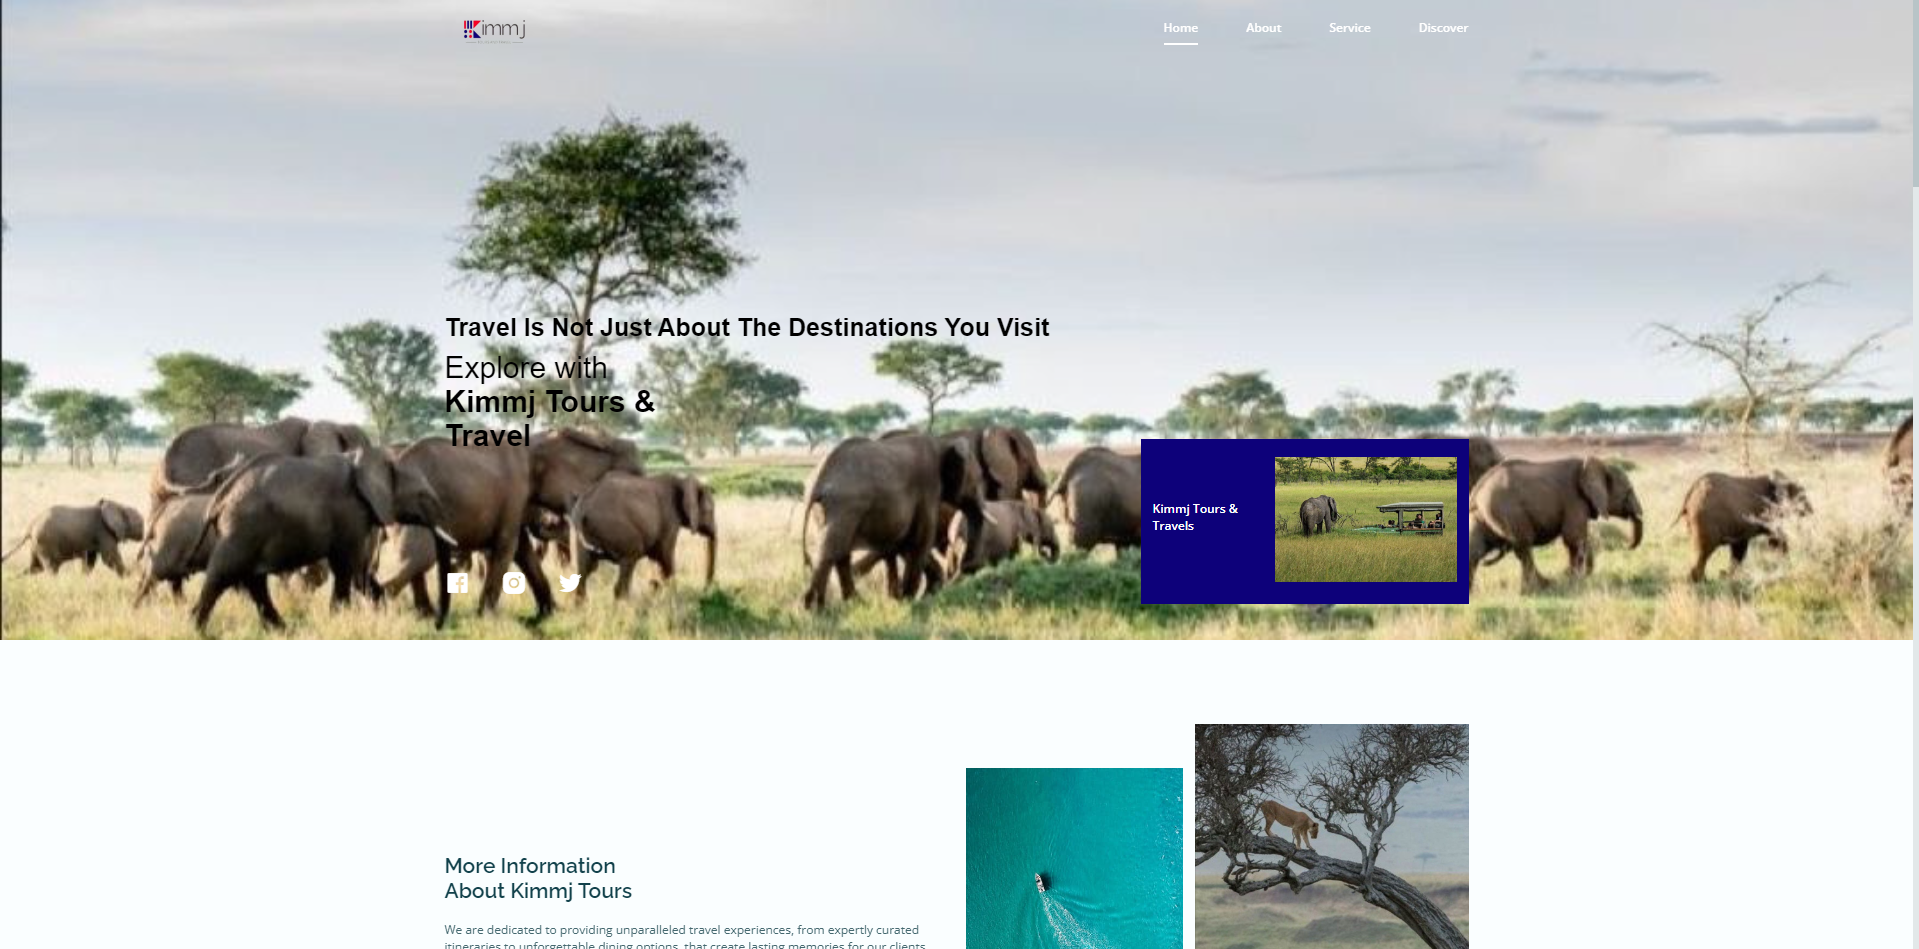 Kimmj
Home About Service Discover
Travel Is Not Just About The Destinations You Visit
Explore with
Kimmj Tours &
Travel
Kimmj Tours &
Travels
More Information
About Kimmj Tours
We are dedicated to providing unparalleled travel experiences, from expertly curated
itineraries to unforgettable dining options, that create lasting memories for our clients